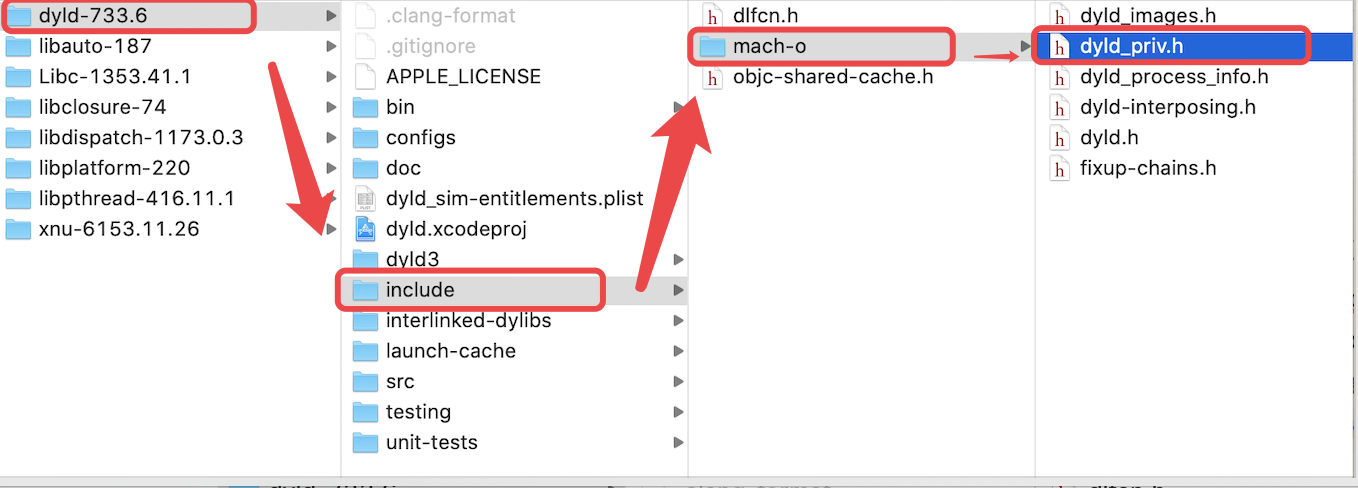 dyld-733.6
libauto-187
Libc-1353.41.1
libclosure-74
libdispatch-1173.0.3
libplatform-220
libpthread-416.11.1
xnu-6153.11.26
.clang-format
.gitignore
APPLE_LICENSE
bin
configs
doc
dyld_sim-entitlements.plist
dyld.xcodeproj
dyld3
include
interlinked-dylibs
launch-cache
src
testing
unit-tests
dlfcn.h
mach-o
objc-shared-cache.h
dyld_images.h
dyld_priv.h
dyld_process_info.h
dyld-interposing.h
dyld.h
fixup-chains.h